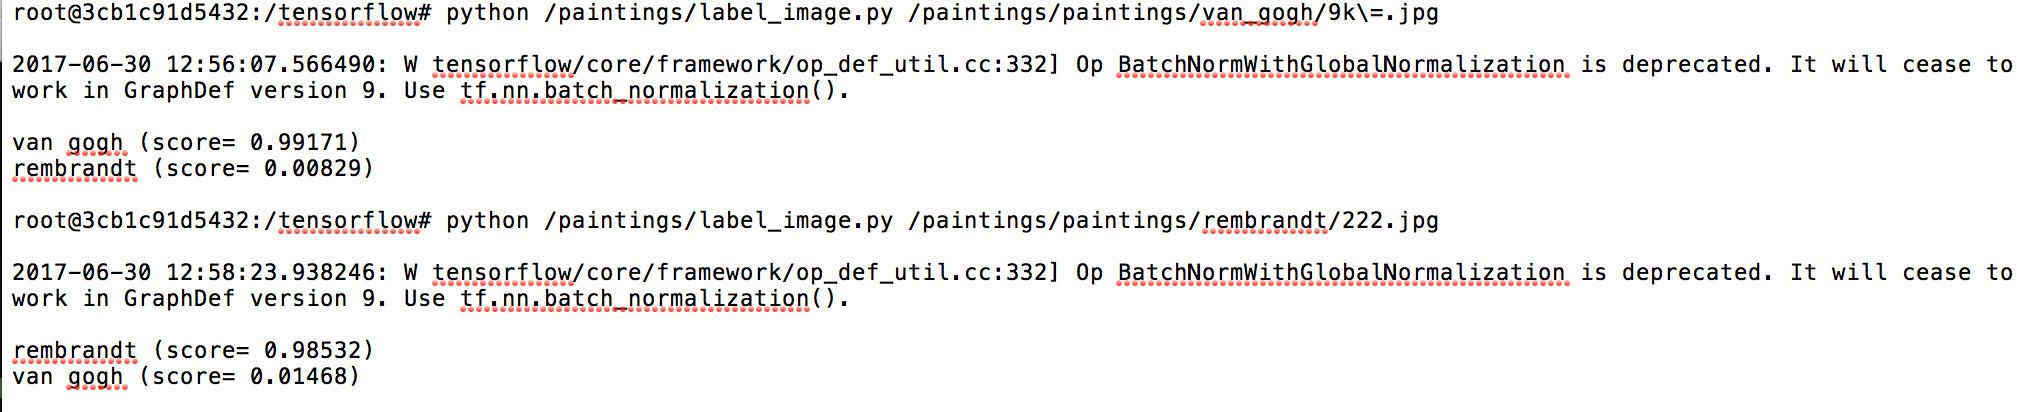 root@3cb1c91d5432:/tensorflow# python /paintings/label_image.py /paintings/paintings/van_gogh/9k\=.jpg
2017-06-30 12:56:07.566490: W tensorflow/core/framework/op_def_util.cc:332] Op BatchNormWithGlobalNormalization is deprecated. It will cease to
work in GraphDef version 9. Use tf.nn.batch_normalization().
van gogh (score= 0.99171)
rembrandt (score= 0.00829)
root@3cb1c91d5432:/tensorflow# python /paintings/label_image.py /paintings/paintings/rembrandt/222.jpg
2017-06-30 12:58:23.938246: W tensorflow/core/framework/op_def_util.cc:332] Op BatchNormWithGlobalNormalization is deprecated. It will cease to
work in GraphDef version 9. Use tf.nn.batch_normalization().
rembrandt (score= 0.98532)
van gogh (score= 0.01468)